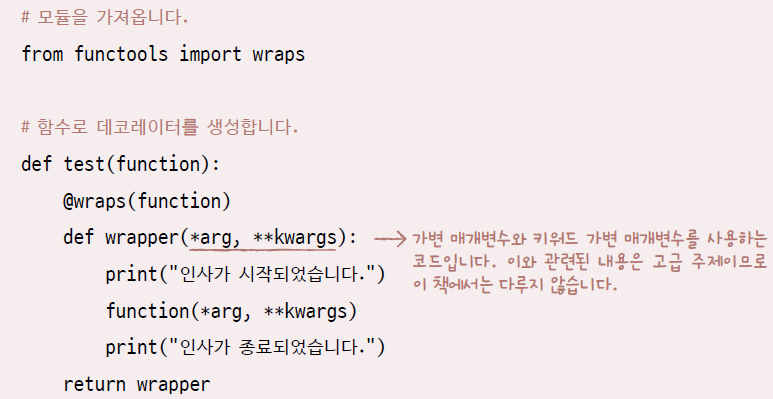 # 모듈을 가져옵니다.
from functools import wraps
# 함수로 데코레이터를 생성합니다.
def test(function):
    @wraps(function)
    def wrapper(*arg, **kwargs):
가변 매개변수와 키워드 가변 매개변수를 사용하는
코드입니다. 이와 관련된 내용은 고급 주제이므로
이 책에서는 다루지 않습니다.
        print("인사가 시작되었습니다.")
        function(*arg, **kwargs)
        print("인사가 종료되었습니다.")
    return wrapper